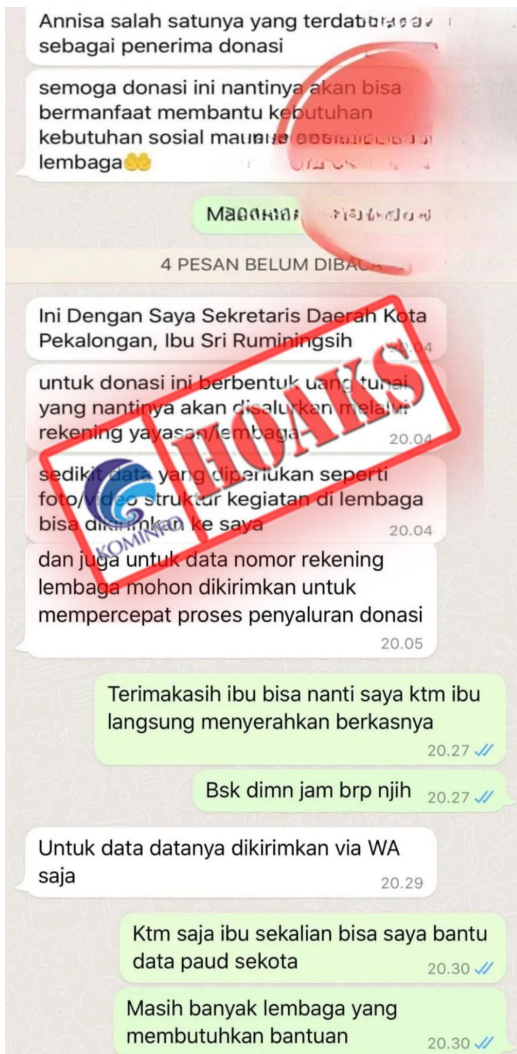 Annisa salah satunya yang
sebagai penerima donasi
semoga donasi ini nantinya akan bisa
bermanfaat membantu kebutuhan
kebutuhan sosial
lembaga🤲
4 PESAN BELUM DIBACA
Ini Dengan Saya Sekretaris Daerah Kota
Pekalongan, Ibu Sri Ruminingsih
20.04
untuk donasi ini berbentuk uang tunai
yang nantinya akan disalurkan melalui
rekening yayasan/lembaga
20.04
HOAKS
sedikit data yang diperlukan seperti
foto/video struktur kegiatan di lembaga
bisa dikirimkan ke saya
20.04
KOMINFO
dan juga untuk data nomor rekening
lembaga mohon dikirimkan untuk
mempercepat proses penyaluran donasi
20.05
Terimakasih ibu bisa nanti saya ktm ibu
langsung menyerahkan berkasnya
20.27
Bsk dimn jam brp njih
20.27
Untuk data datanya dikirimkan via WA
saja
20.29
Ktm saja ibu sekalian bisa saya bantu
data paud sekota
20.30
Masih banyak lembaga yang
membutuhkan bantuan
20.30